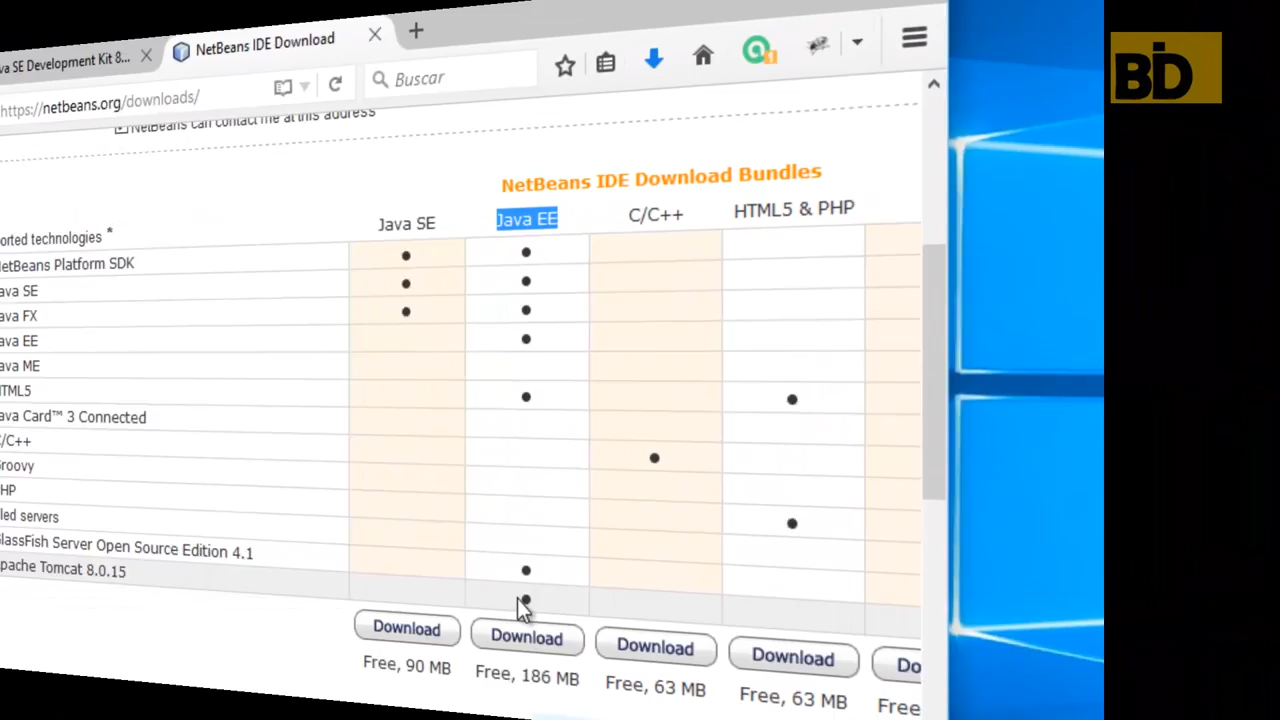 va SE Development Kit 8...
NetBeans IDE Download
https://netbeans.org/downloads/
Buscar
BiD
NetBeans can contact me at this address
NetBeans IDE Download Bundles
orted technologies *
Java SE
Java EE
C/C++
HTML5 & PHP
etBeans Platform SDK
ava SE
ava FX
ava EE
ava ME
TML5
ava Card™ 3 Connected
/C++
roovy
HP
led servers
lassFish Server Open Source Edition 4.1
pache Tomcat 8.0.15
Download
Download
Download
Download
Do
Free, 90 MB
Free, 186 MB
Free, 63 MB
Free, 63 MB
Free